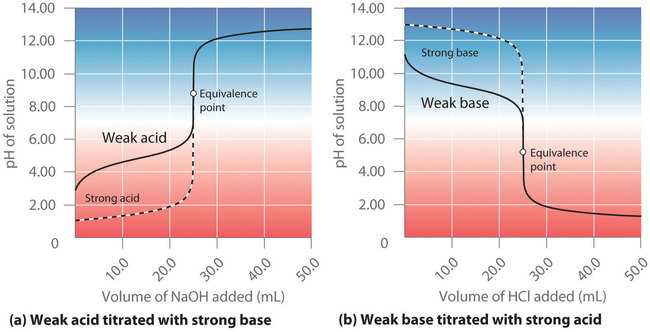 (a)
14.00
12.00
10.00
8.00
6.00
4.00
2.00
0
pH of solution
Weak acid
Strong acid
Equivalence
point
10.0
20.0
30.0
40.0
50.0
Volume of NaOH added (mL)
(a) Weak acid titrated with strong base
(b)
14.00
12.00
10.00
8.00
6.00
4.00
2.00
0
pH of solution
Strong base
Weak base
Equivalence
point
10.0
20.0
30.0
40.0
50.0
Volume of HCl added (mL)
(b) Weak base titrated with strong acid